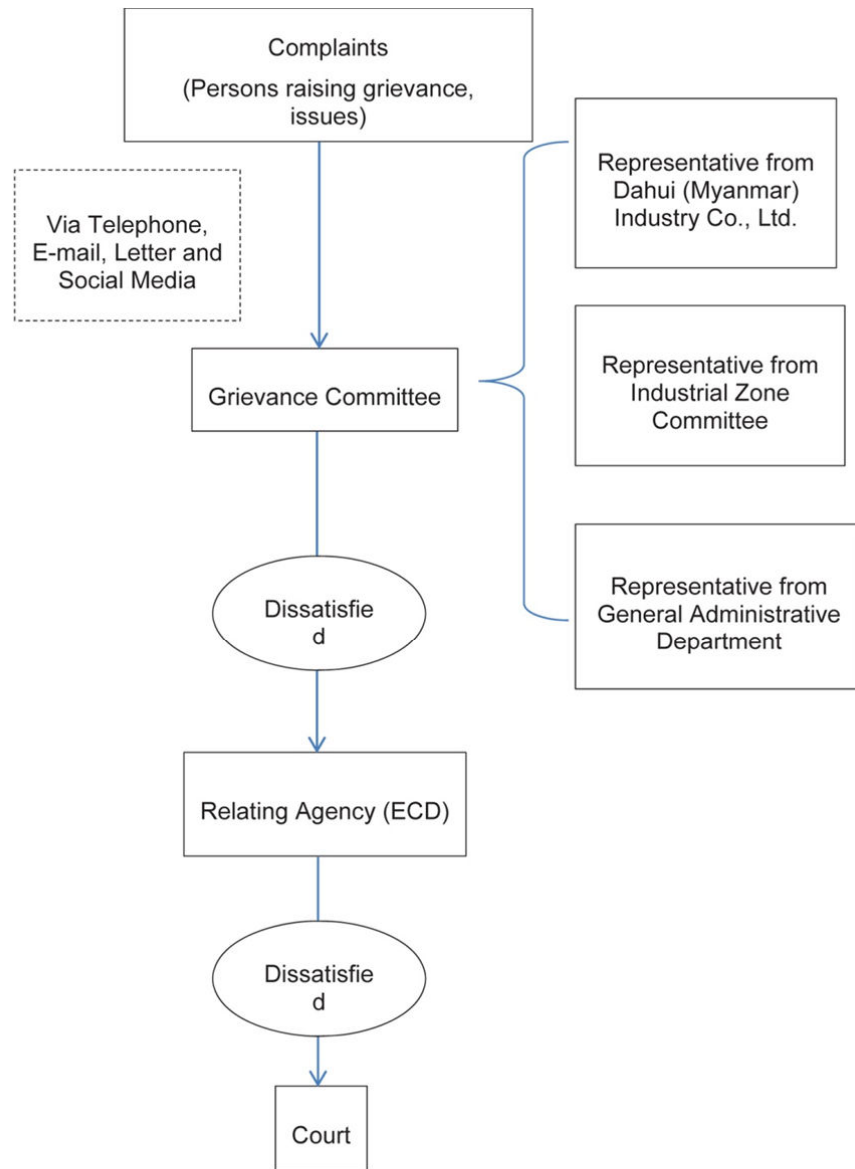 Complaints
(Persons raising grievance,
issues)
Via Telephone,
E-mail, Letter and
Social Media
Representative from
Dahui (Myanmar)
Industry Co., Ltd.
Grievance Committee
Representative from
Industrial Zone
Committee
Dissatisfie
d
Representative from
General Administrative
Department
Relating Agency (ECD)
Dissatisfie
d
Court